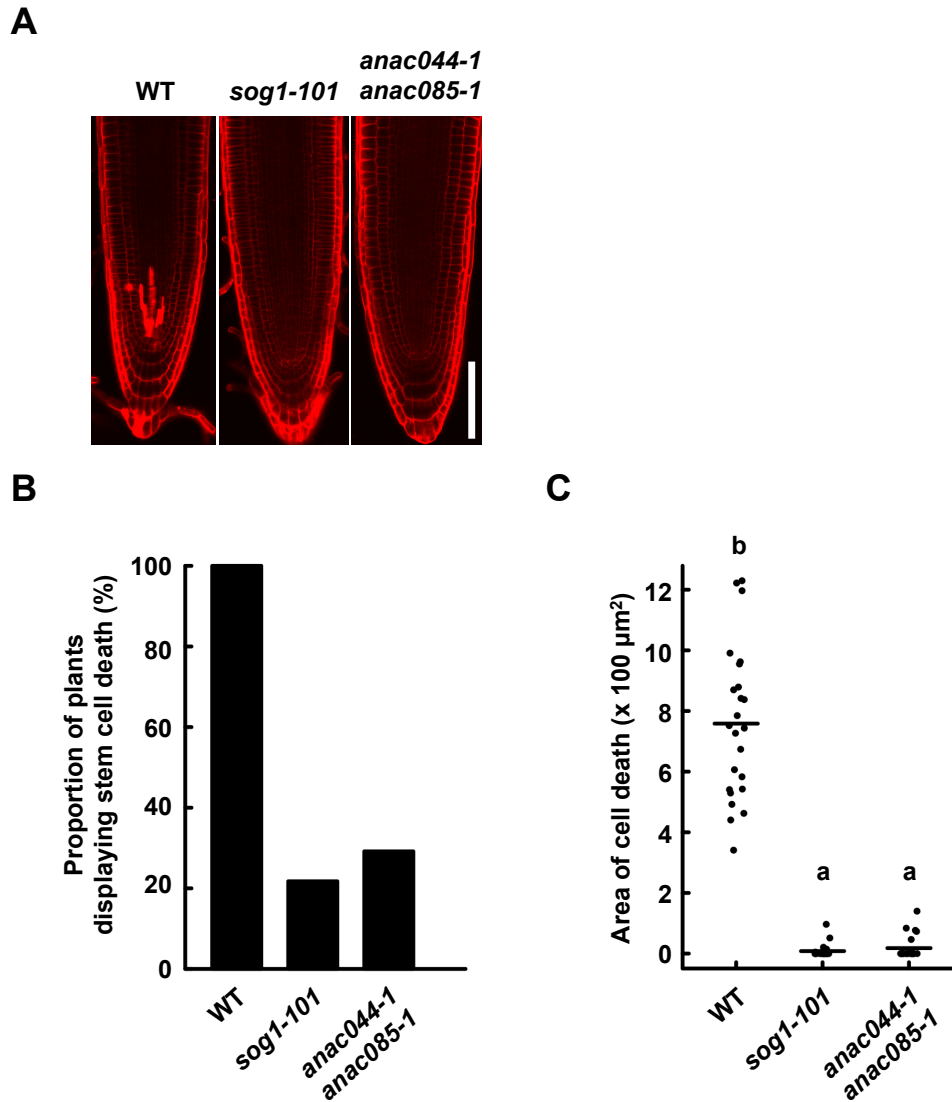 A
WT
sog1-101
anac044-1
anac085-1
B
Proportion of plants
displaying stem cell death (%)
100
80
60
40
20
0
WT
sog1-101
anac044-1
anac085-1
C
Area of cell death (x 100 µm²)
12
10
8
6
4
2
0
b
a
a
WT
sog1-101
anac044-1
anac085-1